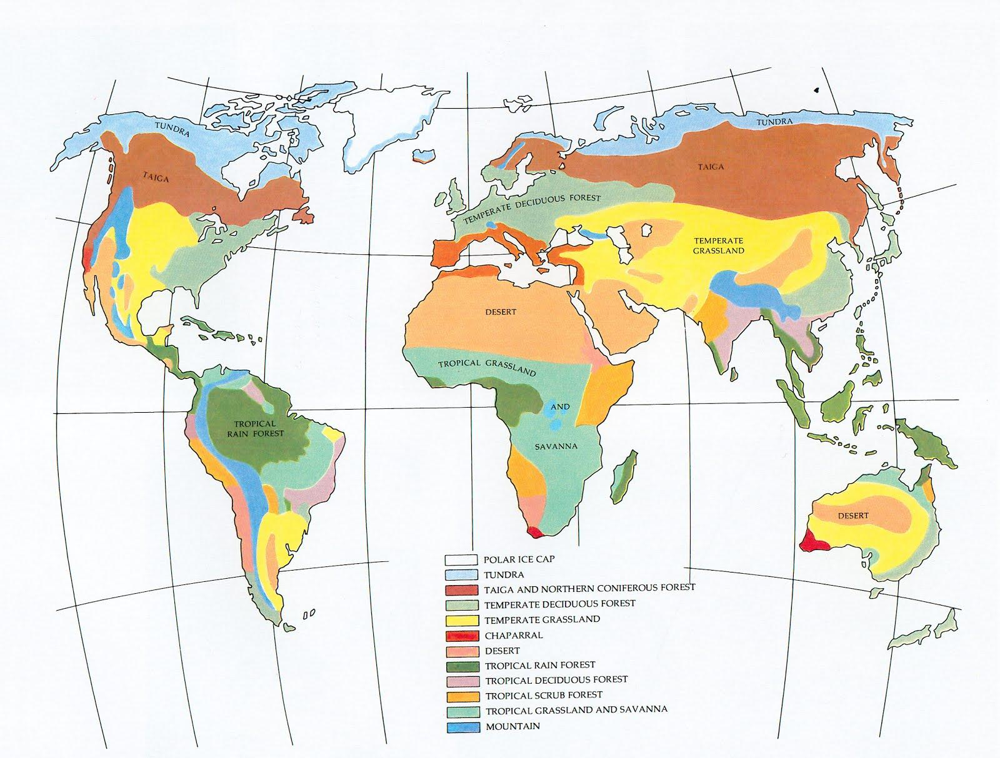 TUNDRA
TUNDRA
TAIGA
TAIGA
TEMPERATE DECIDUOUS FOREST
TEMPERATE
GRASSLAND
DESERT
TROPICAL GRASSLAND
AND
SAVANNA
TROPICAL
RAIN FOREST
DESERT
POLAR ICE CAP
TUNDRA
TAIGA AND NORTHERN CONIFEROUS FOREST
TEMPERATE DECIDUOUS FOREST
TEMPERATE GRASSLAND
CHAPARRAL
DESERT
TROPICAL RAIN FOREST
TROPICAL DECIDUOUS FOREST
TROPICAL SCRUB FOREST
TROPICAL GRASSLAND AND SAVANNA
MOUNTAIN